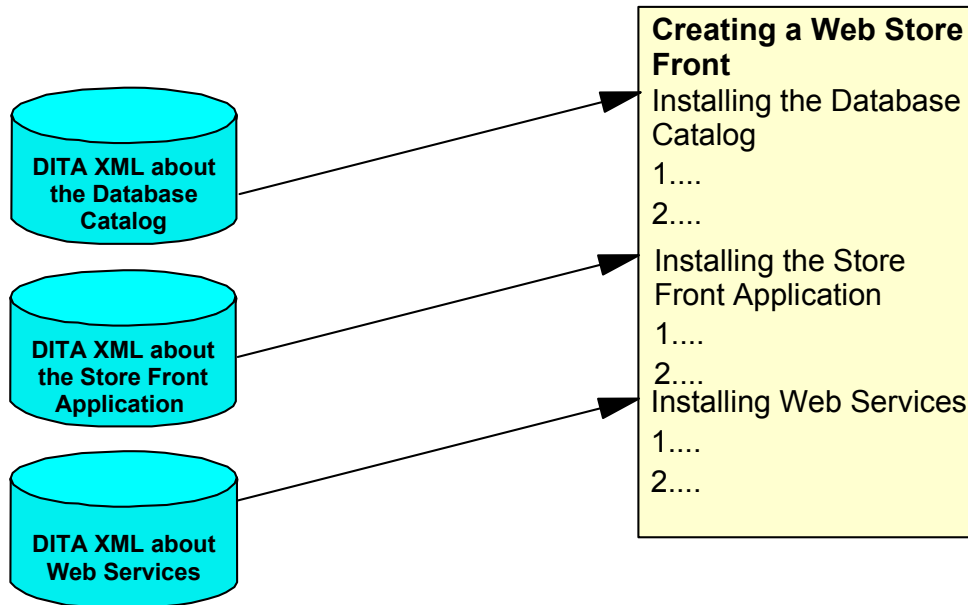 DITA XML about
the Database
Catalog
DITA XML about
the Store Front
Application
DITA XML about
Web Services
Creating a Web Store
Front
Installing the Database
Catalog
1....
2....
Installing the Store
Front Application
1....
2....
Installing Web Services
1....
2....